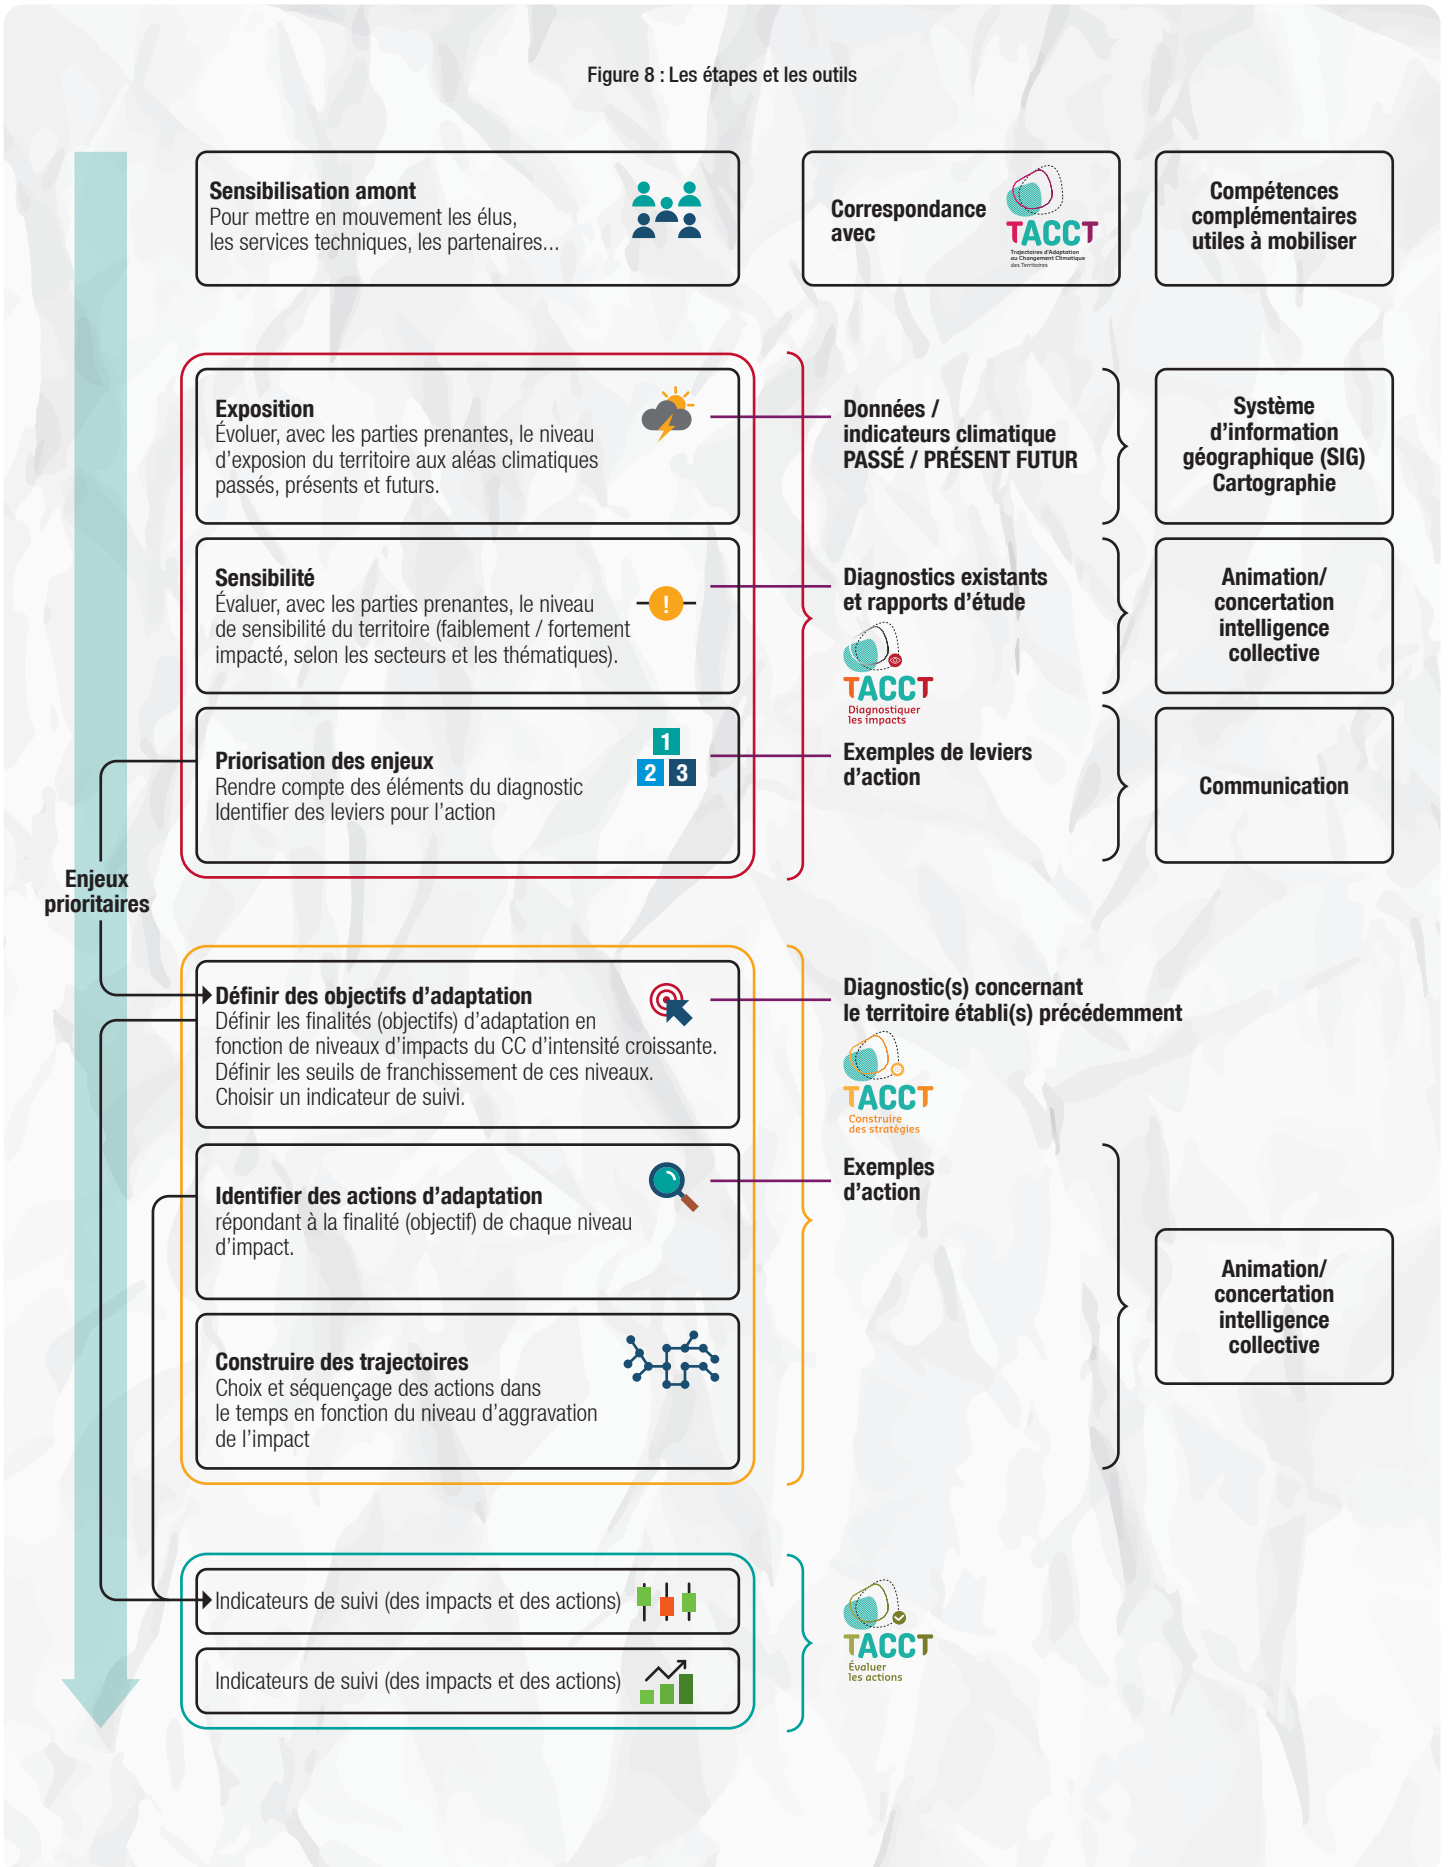 Figure 8 : Les étapes et les outils
Sensibilisation amont
Pour mettre en mouvement les élus,
les services techniques, les partenaires...
Correspondance
avec
TACCT
Trajectoires d'Adaptation
au Changement Climatique
des Territoires
Compétences
complémentaires
utiles à mobiliser
Exposition
Évoluer, avec les parties prenantes, le niveau
d'exposion du territoire aux aléas climatiques
passés, présents et futurs.
Données /
indicateurs climatique
PASSÉ / PRÉSENT FUTUR
Système
d'information
géographique (SIG)
Cartographie
Sensibilité
Évaluer, avec les parties prenantes, le niveau
de sensibilité du territoire (faiblement / fortement
impacté, selon les secteurs et les thématiques).
!
Diagnostics existants
et rapports d'étude
TACCT
Diagnostiquer
les impacts
Animation/
concertation
intelligence
collective
Priorisation des enjeux
Rendre compte des éléments du diagnostic
Identifier des leviers pour l'action
1
2 3
Exemples de leviers
d'action
Communication
Enjeux
prioritaires
Définir des objectifs d'adaptation
Définir les finalités (objectifs) d'adaptation en
fonction de niveaux d'impacts du CC d'intensité croissante.
Définir les seuils de franchissement de ces niveaux.
Choisir un indicateur de suivi.
Diagnostic(s) concernant
le territoire établi(s) précédemment
TACCT
Construire
des stratégies
Identifier des actions d'adaptation
répondant à la finalité (objectif) de chaque niveau
d'impact.
Exemples
d'action
Construire des trajectoires
Choix et séquençage des actions dans
le temps en fonction du niveau d'aggravation
de l'impact
Animation/
concertation
intelligence
collective
Indicateurs de suivi (des impacts et des actions)
Indicateurs de suivi (des impacts et des actions)
TACCT
Évaluer
les actions